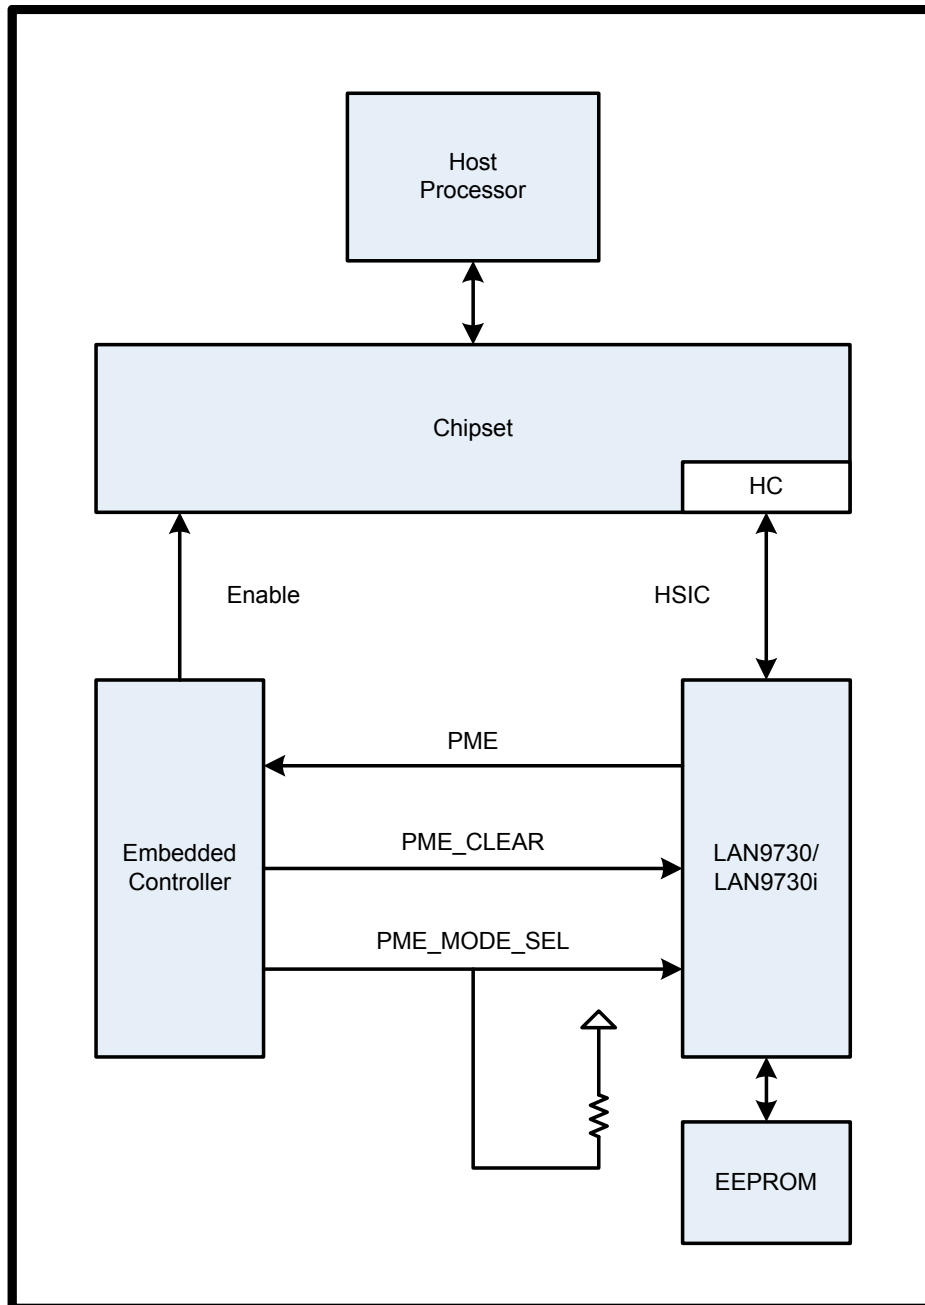 Host
Processor
Chipset
HC
Enable
HSIC
PME
PME_CLEAR
Embedded
Controller
LAN9730/
LAN9730i
PME_MODE_SEL
EEPROM